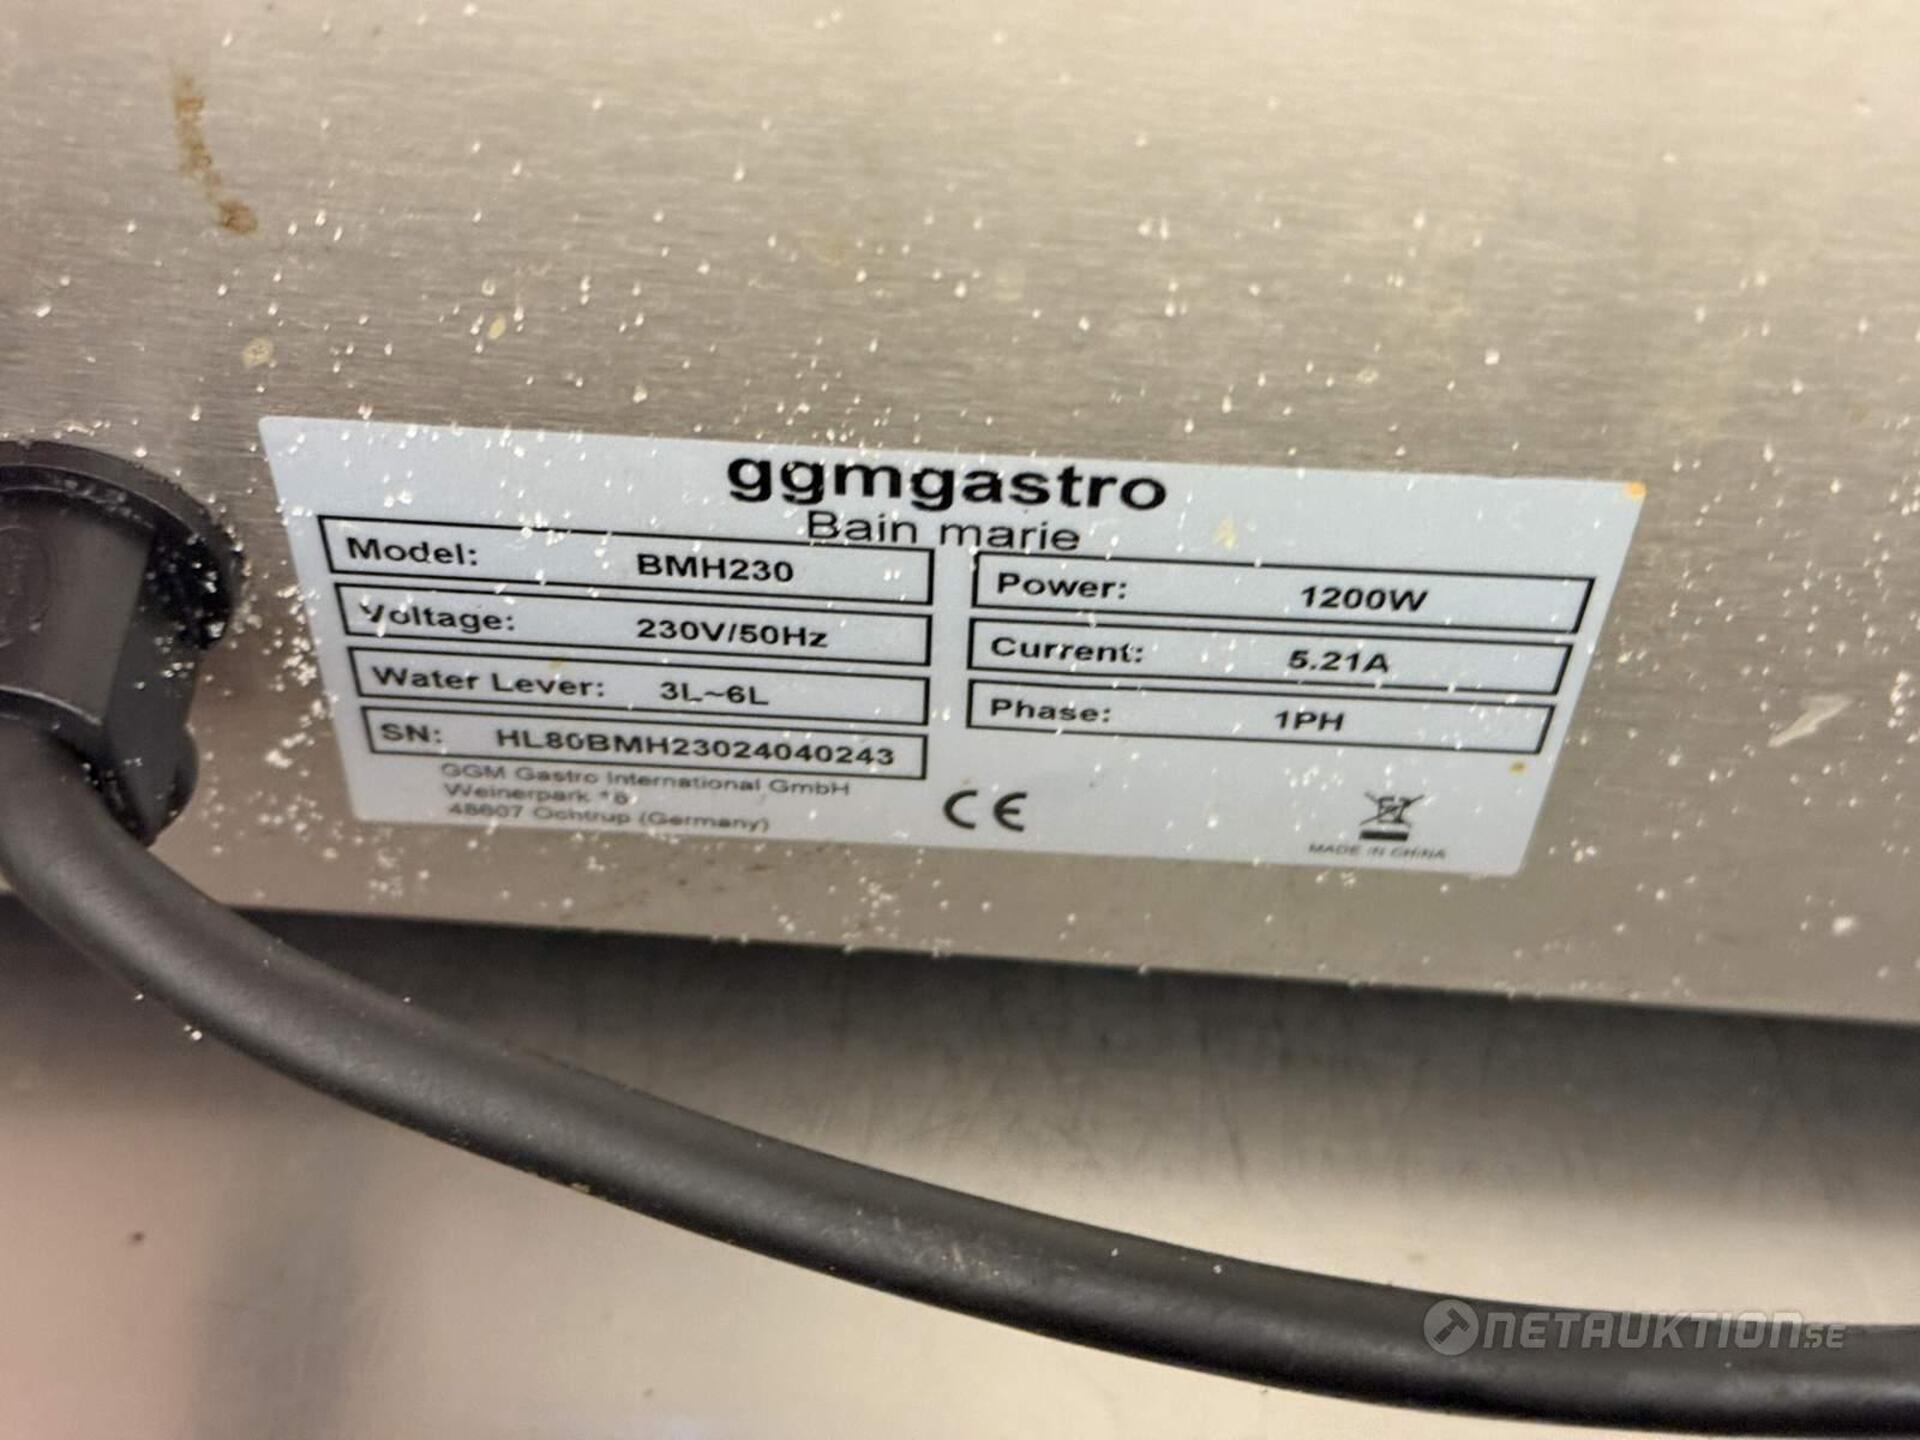 ggmgastro
Bain marie
Model: BMH230
Voltage: 230V/50Hz
Water Lever: 3L~6L
SN: HL80BMH23024040243
Power: 1200W
Current: 5.21A
Phase: 1PH
GGM Gastro International GmbH
Weinerpark
48607 Ochtrup (Germany)
CE
MADE IN CHINA
NETAUKTION.SE